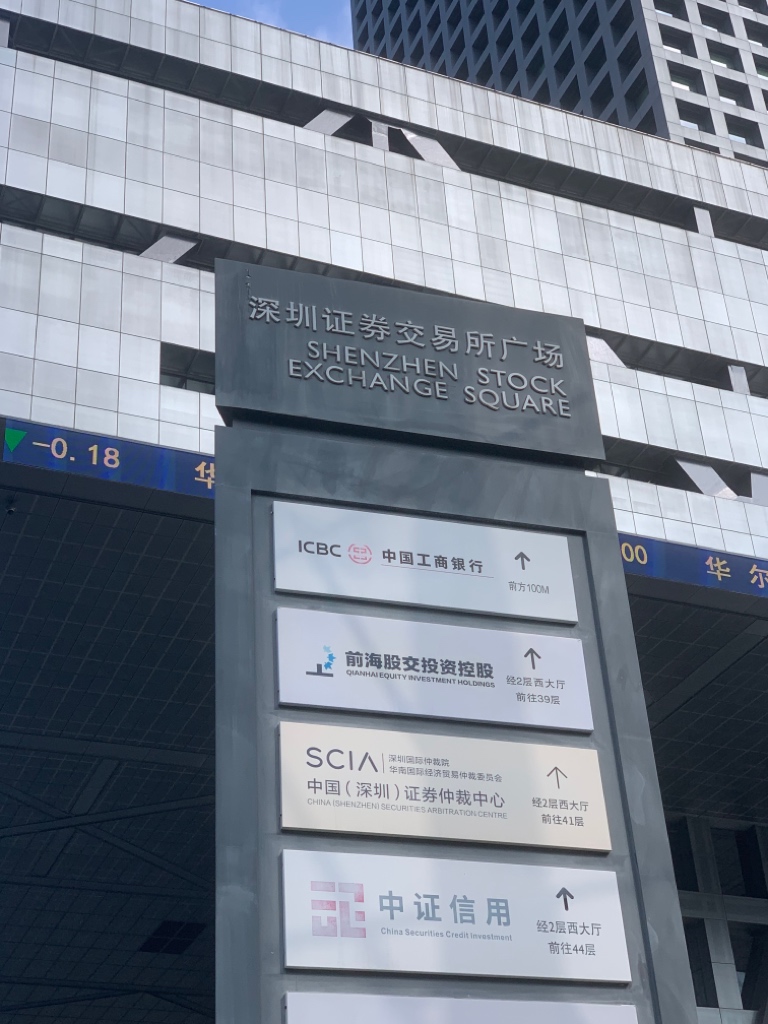 深圳证券交易所广场
SHENZHEN STOCK
EXCHANGE SQUARE
-0.18 华
00 华尔
ICBC 中国工商银行
前方100M
前海股交投资控股
QIANHAI EQUITY INVESTMENT HOLDINGS
经2层西大厅
前往39层
SCIA 深圳国际仲裁院
华南国际经济贸易仲裁委员会
中国(深圳)证券仲裁中心
CHINA (SHENZHEN) SECURITIES ARBITRATION CENTRE
经2层西大厅
前往41层
中证信用
China Securities Credit Investment
经2层西大厅
前往44层